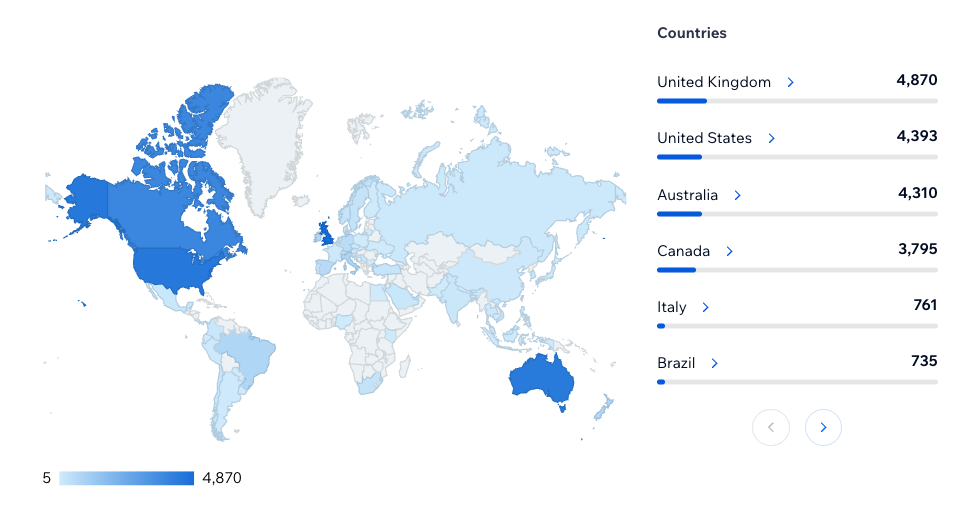 Countries
United Kingdom 4,870
United States 4,393
Australia 4,310
Canada 3,795
Italy 761
Brazil 735
5 4,870